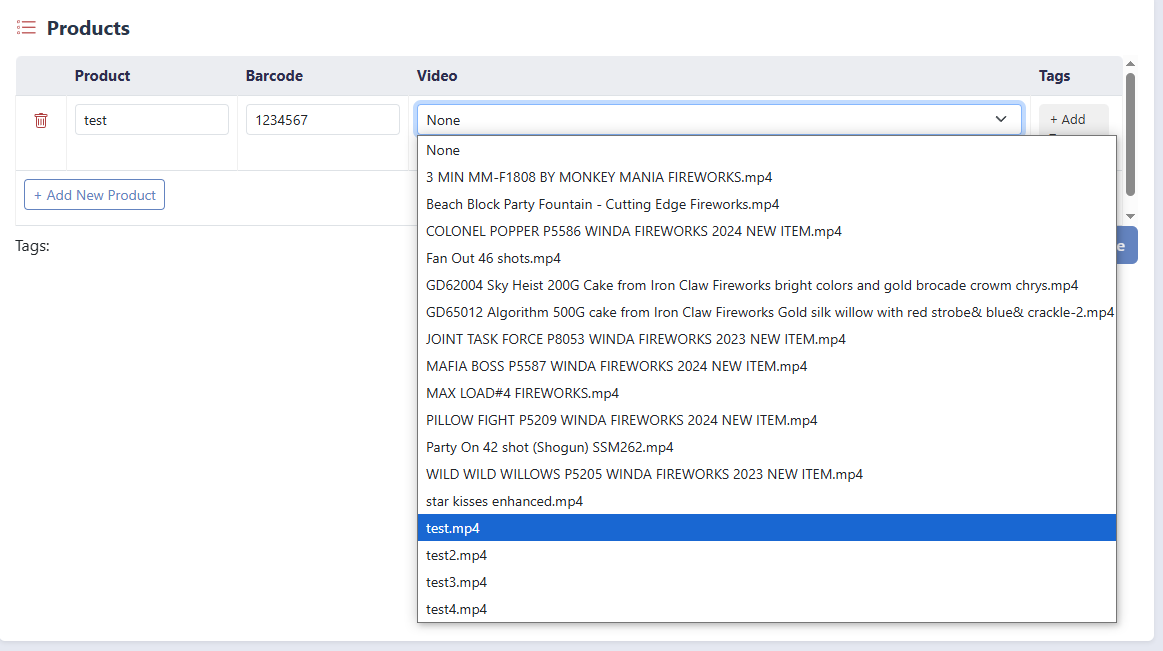 Products
Product Barcode Video Tags
test 1234567 None + Add
None
3 MIN MM-F1808 BY MONKEY MANIA FIREWORKS.mp4
Beach Block Party Fountain - Cutting Edge Fireworks.mp4
COLONEL POPPER P5586 WINDA FIREWORKS 2024 NEW ITEM.mp4
Fan Out 46 shots.mp4
GD62004 Sky Heist 200G Cake from Iron Claw Fireworks bright colors and gold brocade crowm chrys.mp4
GD65012 Algorithm 500G cake from Iron Claw Fireworks Gold silk willow with red strobe& blue& crackle-2.mp4
JOINT TASK FORCE P8053 WINDA FIREWORKS 2023 NEW ITEM.mp4
MAFIA BOSS P5587 WINDA FIREWORKS 2024 NEW ITEM.mp4
MAX LOAD#4 FIREWORKS.mp4
PILLOW FIGHT P5209 WINDA FIREWORKS 2024 NEW ITEM.mp4
Party On 42 shot (Shogun) SSM262.mp4
WILD WILD WILLOWS P5205 WINDA FIREWORKS 2023 NEW ITEM.mp4
star kisses enhanced.mp4
test.mp4
test2.mp4
test3.mp4
test4.mp4
+ Add New Product
Tags: